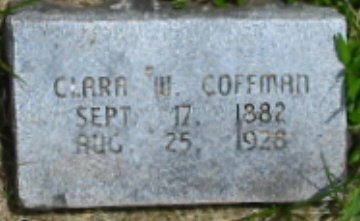 CLARA W. COFFMAN
SEPT. 17, 1882
AUG. 25, 1928